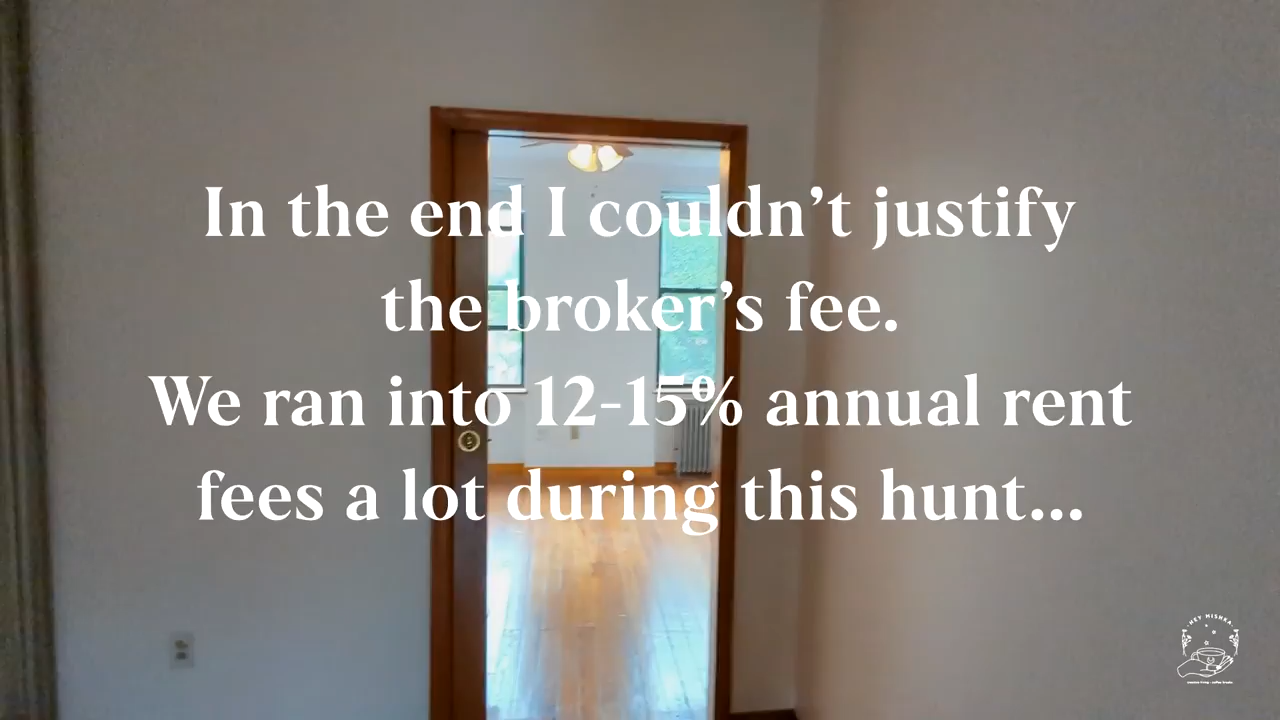 In the end I couldn't justify
the broker's fee.
We ran into 12-15% annual rent
fees a lot during this hunt...
HEY MISHKA